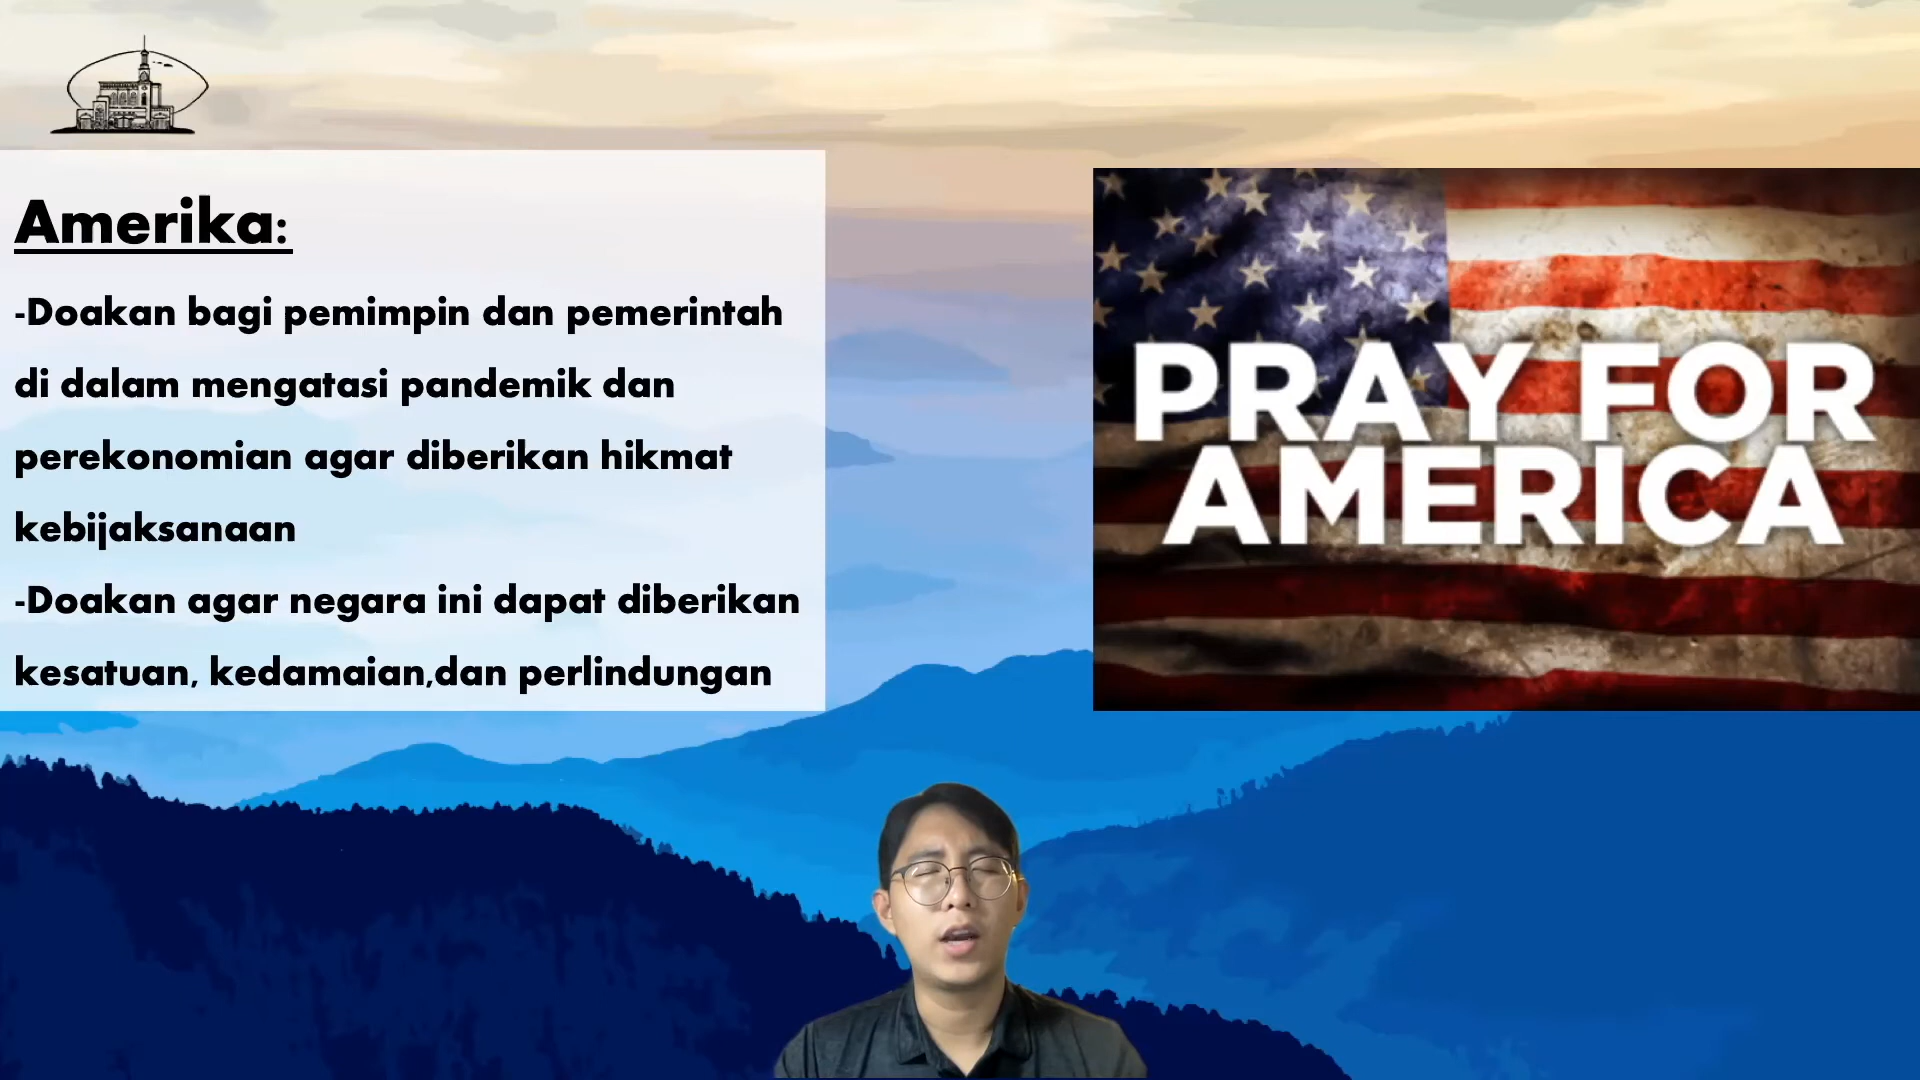 Amerika:
-Doakan bagi pemimpin dan pemerintah
di dalam mengatasi pandemik dan
perekonomian agar diberikan hikmat
kebijaksanaan
-Doakan agar negara ini dapat diberikan
kesatuan, kedamaian,dan perlindungan
PRAY FOR
AMERICA